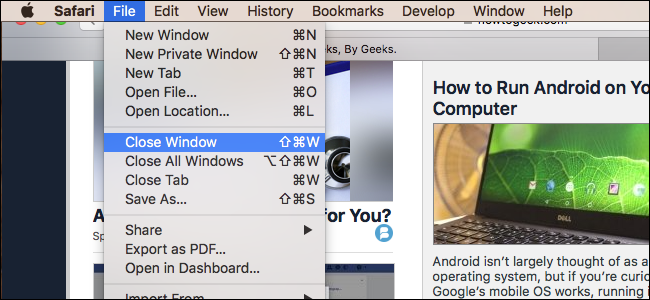 Safari File Edit View History Bookmarks Develop Window Help
ks, By Geeks.
New Window ⌘N
New Private Window ⇧⌘N
New Tab ⌘T
Open File... ⌘O
Open Location... ⌘L
Close Window ⇧⌘W
Close All Windows ⌥⇧⌘W
Close Tab ⌘W
Save As... ⇧⌘S
Share
Export as PDF...
Open in Dashboard...
Import From
for You?
How to Run Android on Yo
Computer
DELL
Android isn't largely thought of as a
operating system, but if you're curio
Google's mobile OS works, running i